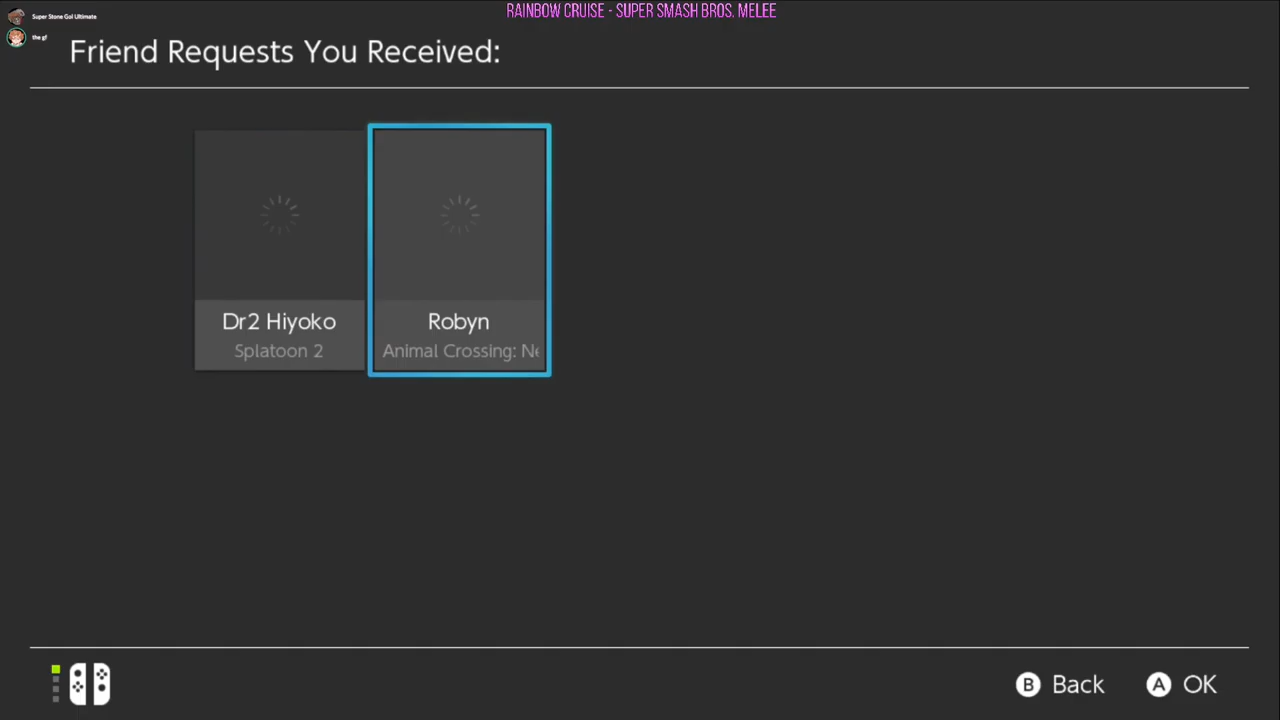 RAINBOW CRUISE - SUPER SMASH BROS. MELEE
Super Stone Gol Ultimate
the gf
Friend Requests You Received:
Dr2 Hiyoko
Splatoon 2
Robyn
Animal Crossing: Ne
B Back
A OK